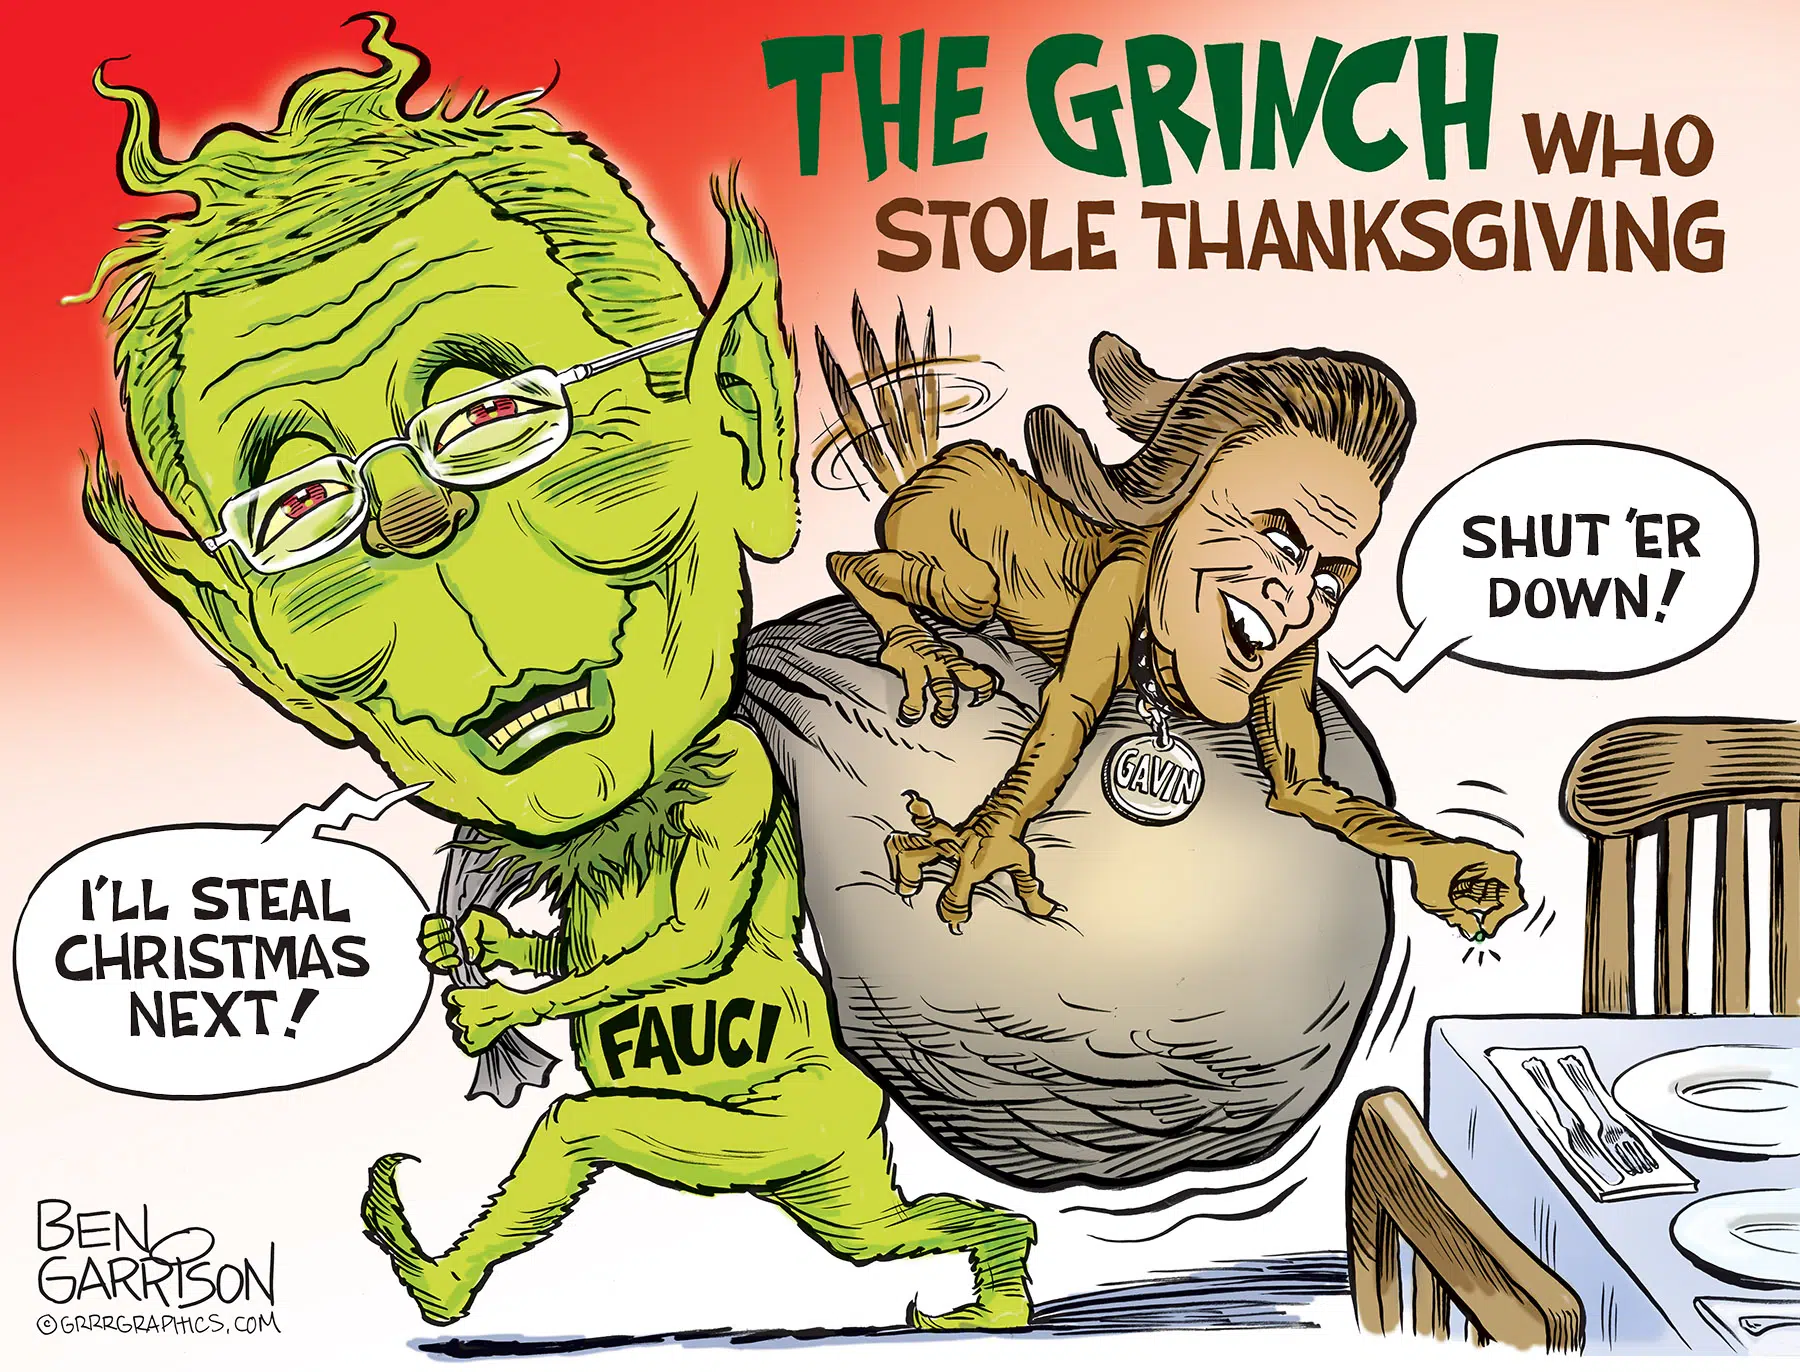 THE GRINCH WHO
STOLE THANKSGIVING
SHUT 'ER
DOWN!
GAVIN
I'LL STEAL
CHRISTMAS
NEXT!
FAUCI
BEN
GARRISON
©GRRRGRAPHICS.COM